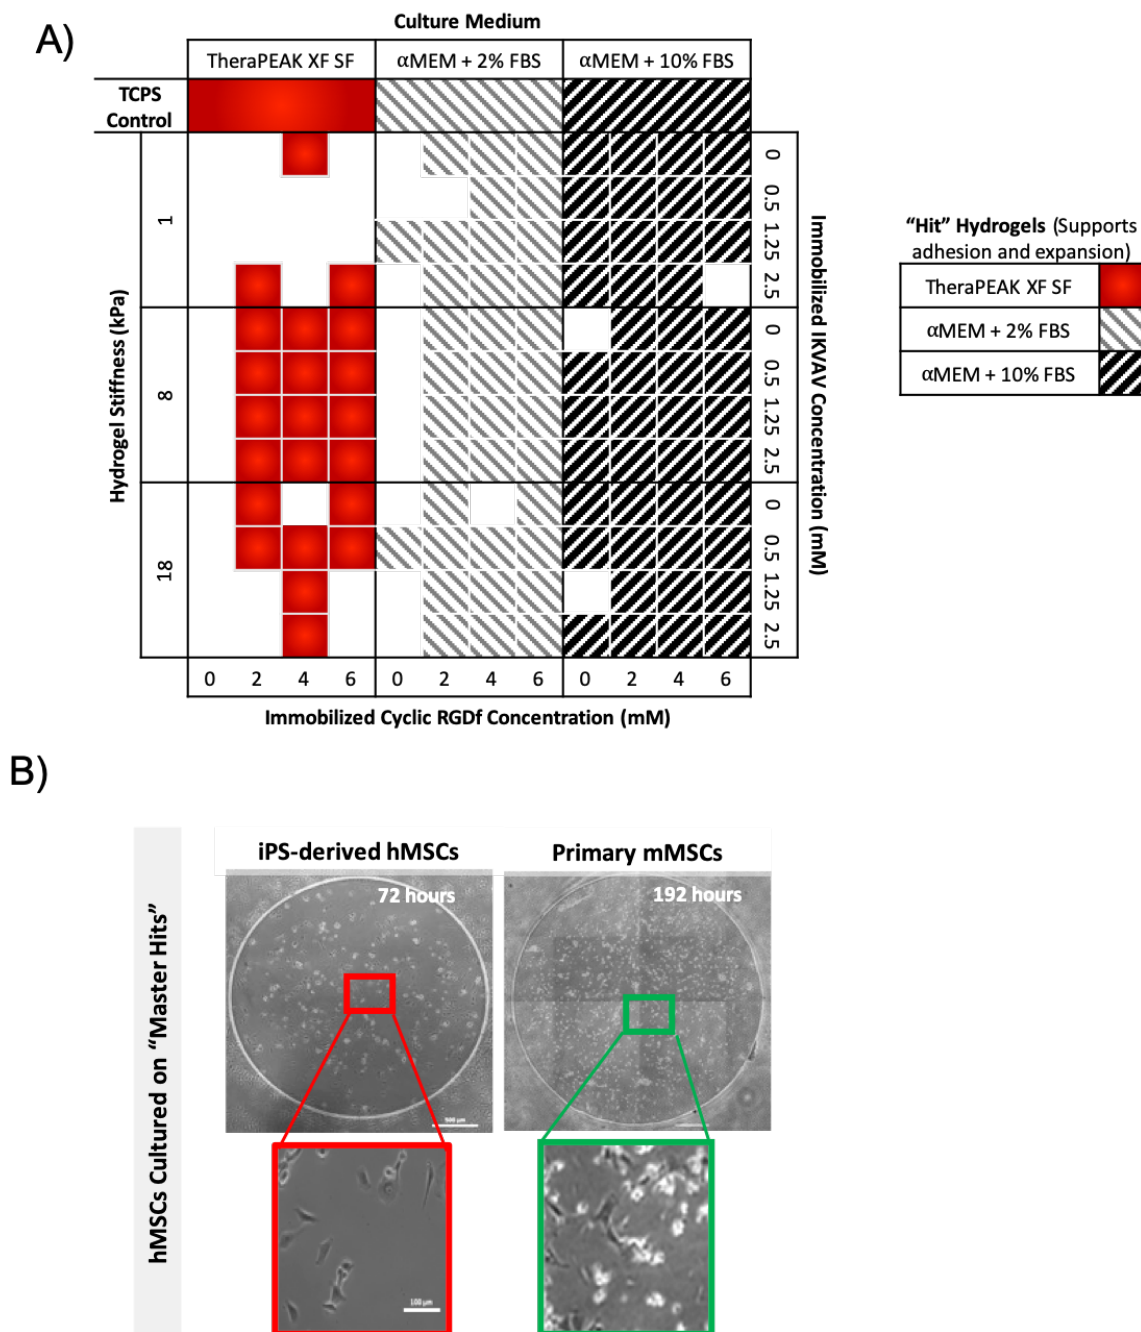 A)
Culture Medium
TheraPEAK XF SF
αMEM + 2% FBS
αMEM + 10% FBS
TCPS
Control
Hydrogel Stiffness (kPa)
1
8
18
0
0.5
1.25
2.5
0
0.5
1.25
2.5
0
0.5
1.25
2.5
Immobilized IKVAV Concentration (mM)
0 2 4 6 0 2 4 6 0 2 4 6
Immobilized Cyclic RGDf Concentration (mM)
"Hit" Hydrogels (Supports
adhesion and expansion)
TheraPEAK XF SF
αMEM + 2% FBS
αMEM + 10% FBS
B)
hMSCs Cultured on "Master Hits"
iPS-derived hMSCs
Primary mMSCs
72 hours
192 hours
500 μm
100 μm